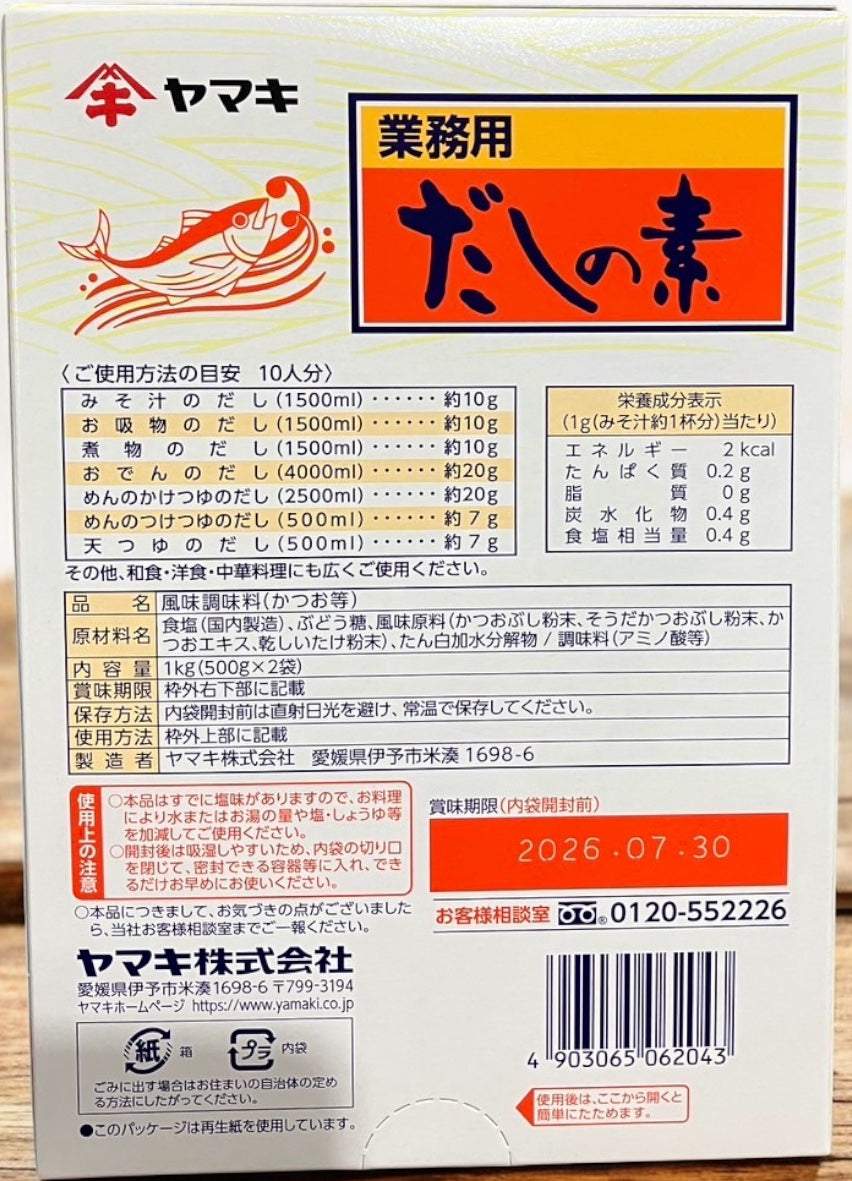 ヤマキ
業務用
だしの素
〈ご使用方法の目安 10人分〉
みそ汁のだし(1500ml)‥‥‥約10g
お吸物のだし(1500ml)‥‥‥約10g
煮物のだし(1500ml)‥‥‥約10g
おでんのだし(4000ml)‥‥‥約20g
めんのかけつゆのだし(2500ml)‥‥‥約20g
めんのつけつゆのだし(500ml)‥‥‥約7g
天つゆのだし(500ml)‥‥‥約7g
その他、和食・洋食・中華料理にも広くご使用ください。
栄養成分表示
(1g(みそ汁約1杯分)当たり)
エネルギー 2kcal
たんぱく質 0.2g
脂質 0g
炭水化物 0.4g
食塩相当量 0.4g
品名 風味調味料(かつお等)
原材料名 食塩(国内製造)、ぶどう糖、風味原料(かつおぶし粉末、そうだかつおぶし粉末、か
つおエキス、乾しいたけ粉末)、たん白加水分解物 / 調味料(アミノ酸等)
内容量 1kg(500g×2袋)
賞味期限 枠外右下部に記載
保存方法 内袋開封前は直射日光を避け、常温で保存してください。
使用方法 枠外上部に記載
製造者 ヤマキ株式会社 愛媛県伊予市米湊1698-6
使用上の注意
○本品はすでに塩味がありますので、お料理
により水またはお湯の量や塩・しょうゆ等
を加減してご使用ください。
○開封後は吸湿しやすいため、内袋の切り口
を閉じて、密封できる容器等に入れ、でき
るだけお早めにお使いください。
○本品につきまして、お気づきの点がございました
ら、当社お客様相談室までご一報ください。
ヤマキ株式会社
愛媛県伊予市米湊1698-6 〒799-3194
ヤマキホームページ https://www.yamaki.co.jp
紙 箱 プラ 内袋
ごみに出す場合はお住まいの自治体の定め
る方法にしたがってください。
●このパッケージは再生紙を使用しています。
賞味期限(内袋開封前)
2026.07.30
お客様相談室 ®0120-552226
4 903065 062043
使用後は、ここから開くと
簡単にたためます。